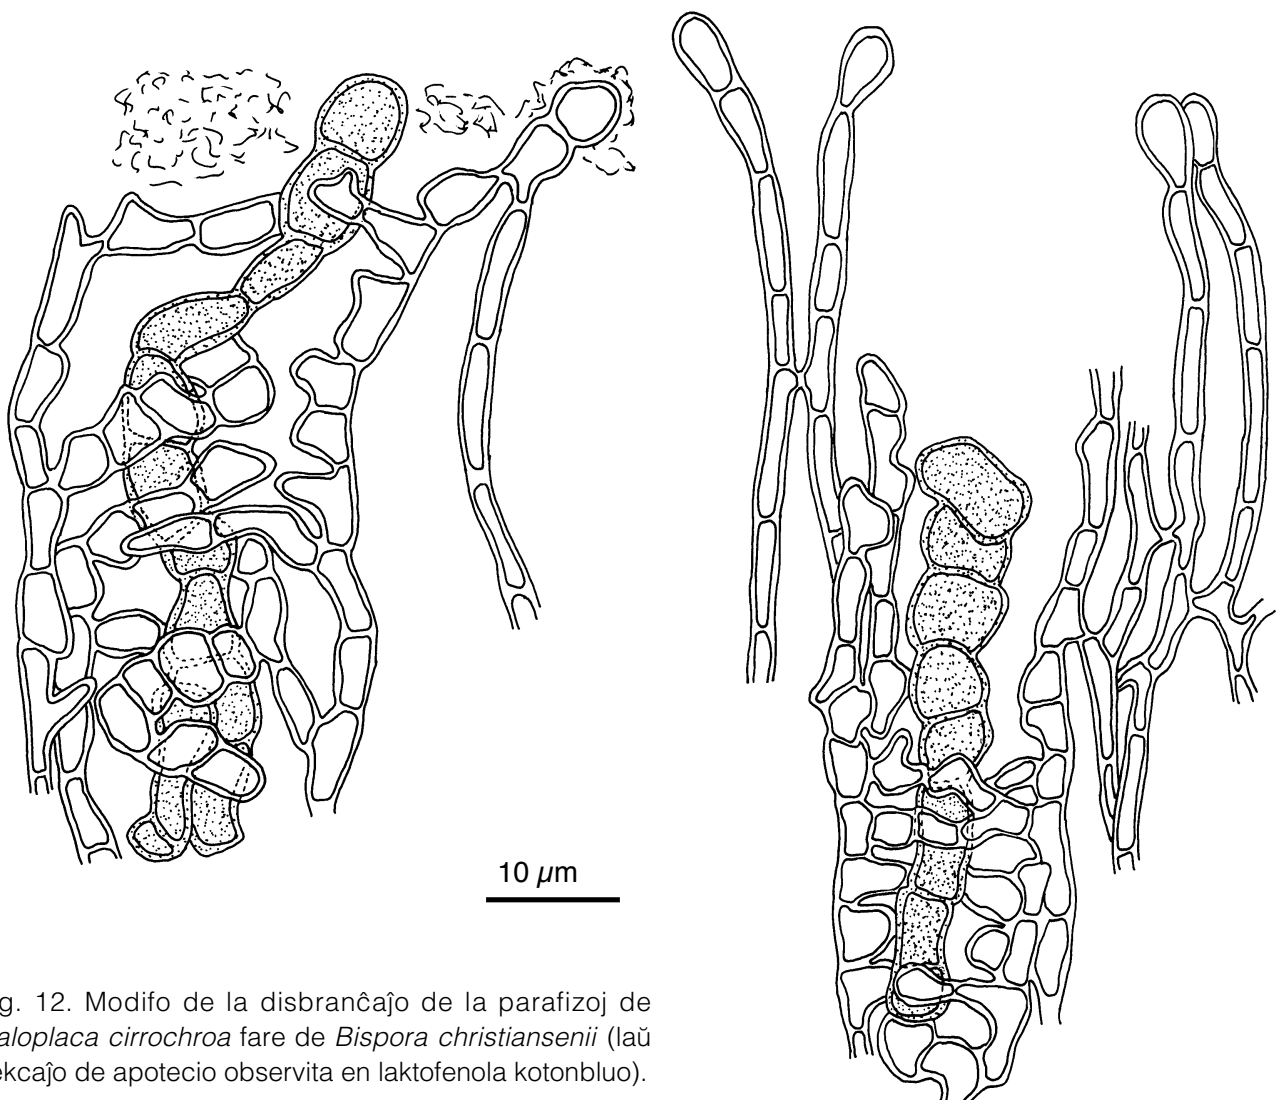 10 µm
g. 12. Modifo de la disbranĉaĵo de la parafizoj de
aloplaca cirrochroa fare de Bispora christiansenii (laŭ
ekcaĵo de apotecio observita en laktofenola kotonbluo).